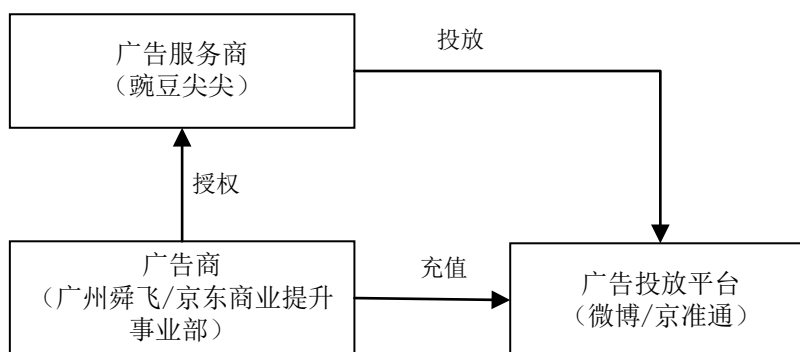 广告服务商
（豌豆尖尖）
投放
授权
广告商
（广州舜飞/京东商业提升
事业部）
充值
广告投放平台
（微博/京准通）